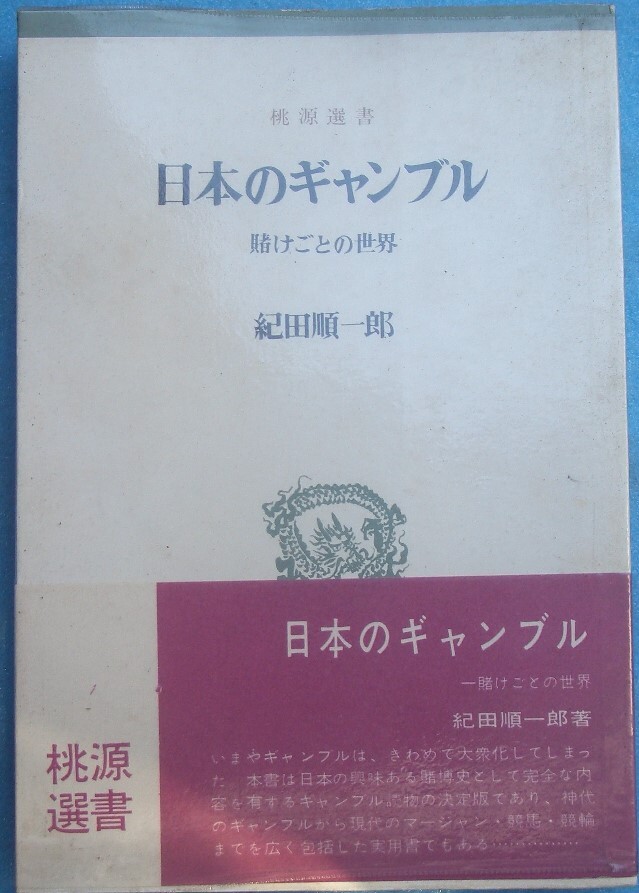 桃源選書
日本のギャンブル
賭けごとの世界
紀田順一郎
日本のギャンブル
—賭けごとの世界
紀田順一郎著
桃源
選書
いまやギャンブルは、きわめて大衆化してしまっ
た 本書は日本の興味ある賭博史として完全な内
容を有するギャンブル読物の決定版であり、神代
のギャンブルから現代のマージャン・競馬・競輪
までを広く包括した実用書でもある……………